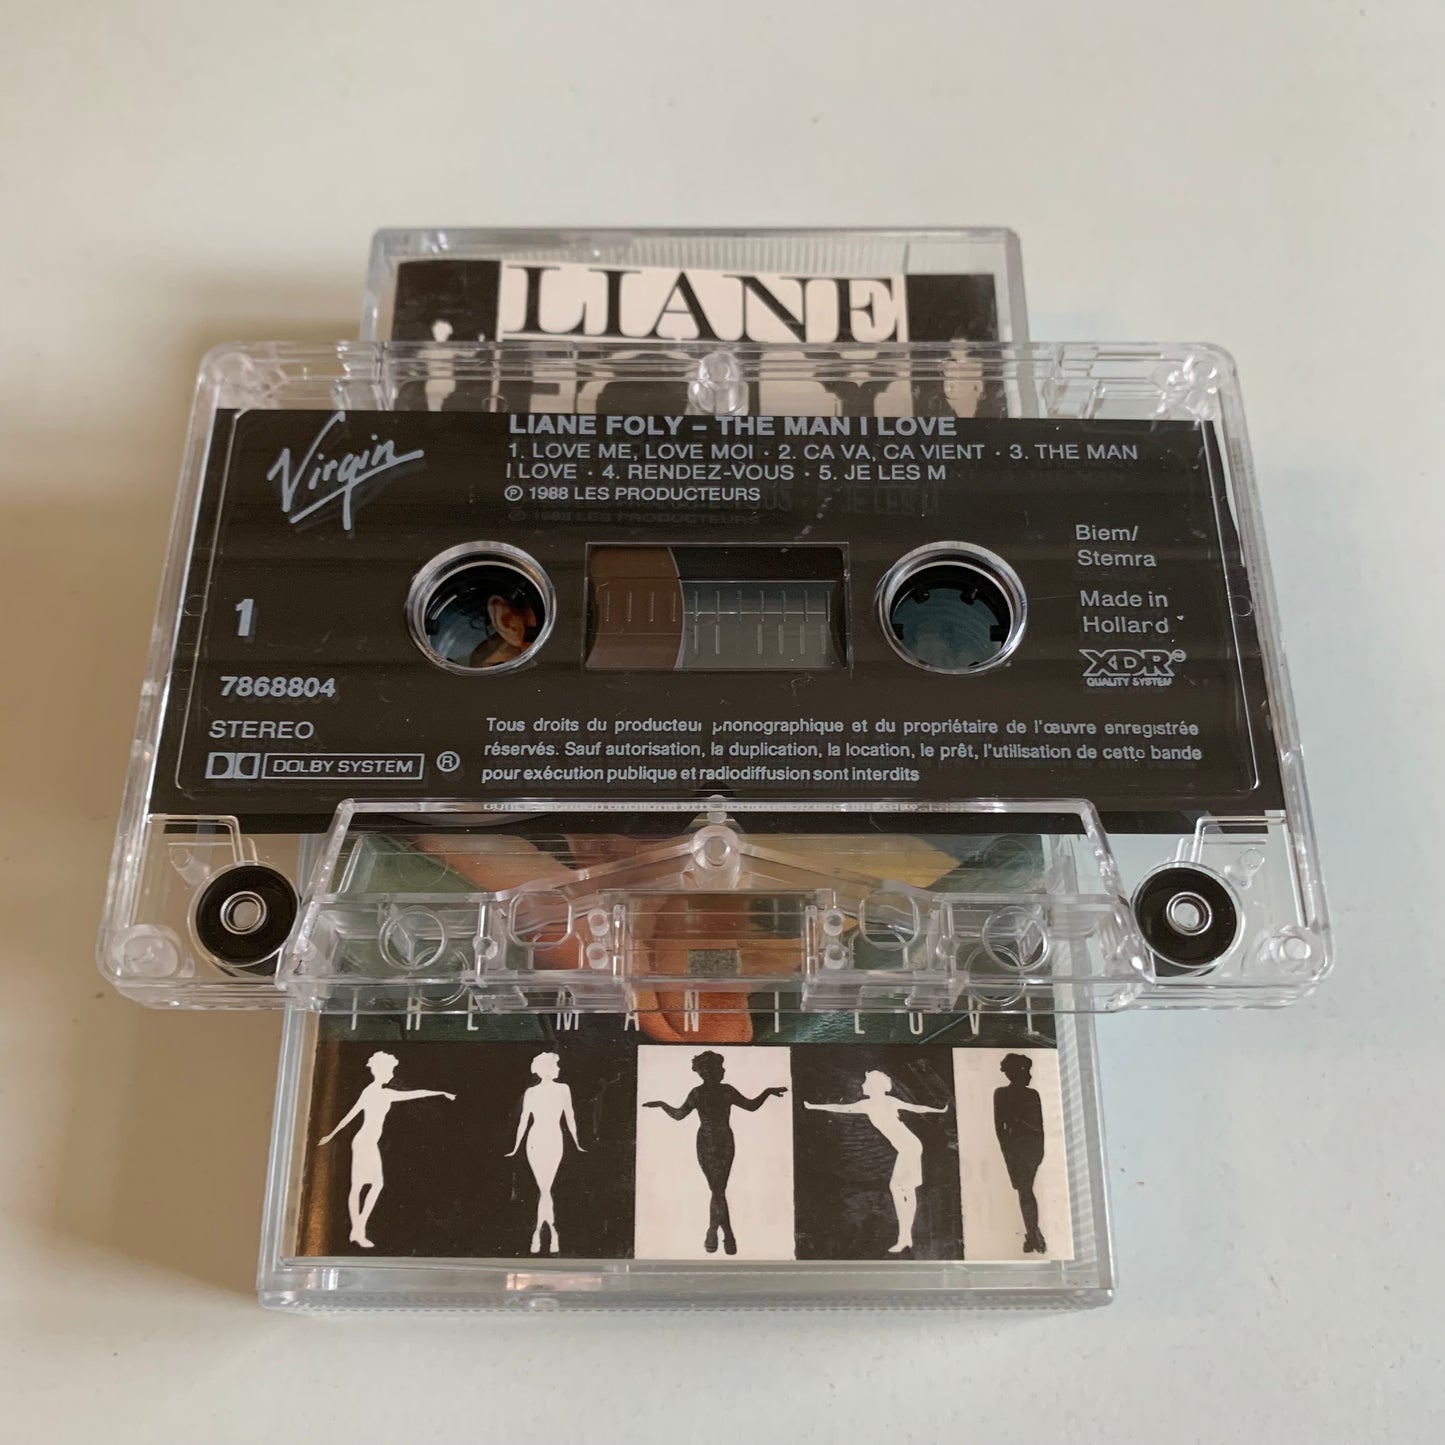 LIANE
Virgin
LIANE FOLY – THE MAN I LOVE
1. LOVE ME, LOVE MOI · 2. CA VA, CA VIENT · 3. THE MAN
I LOVE · 4. RENDEZ-VOUS · 5. JE LES M
℗ 1988 LES PRODUCTEURS
Biem/
Stemra
1
Made in
Holland
XDR
QUALITY SYSTEM
7868804
STEREO
DOLBY SYSTEM ®
Tous droits du producteur phonographique et du propriétaire de l'œuvre enregistrée
réservés. Sauf autorisation, la duplication, la location, le prêt, l'utilisation de cette bande
pour exécution publique et radiodiffusion sont interdits
THE MAN I LOVE